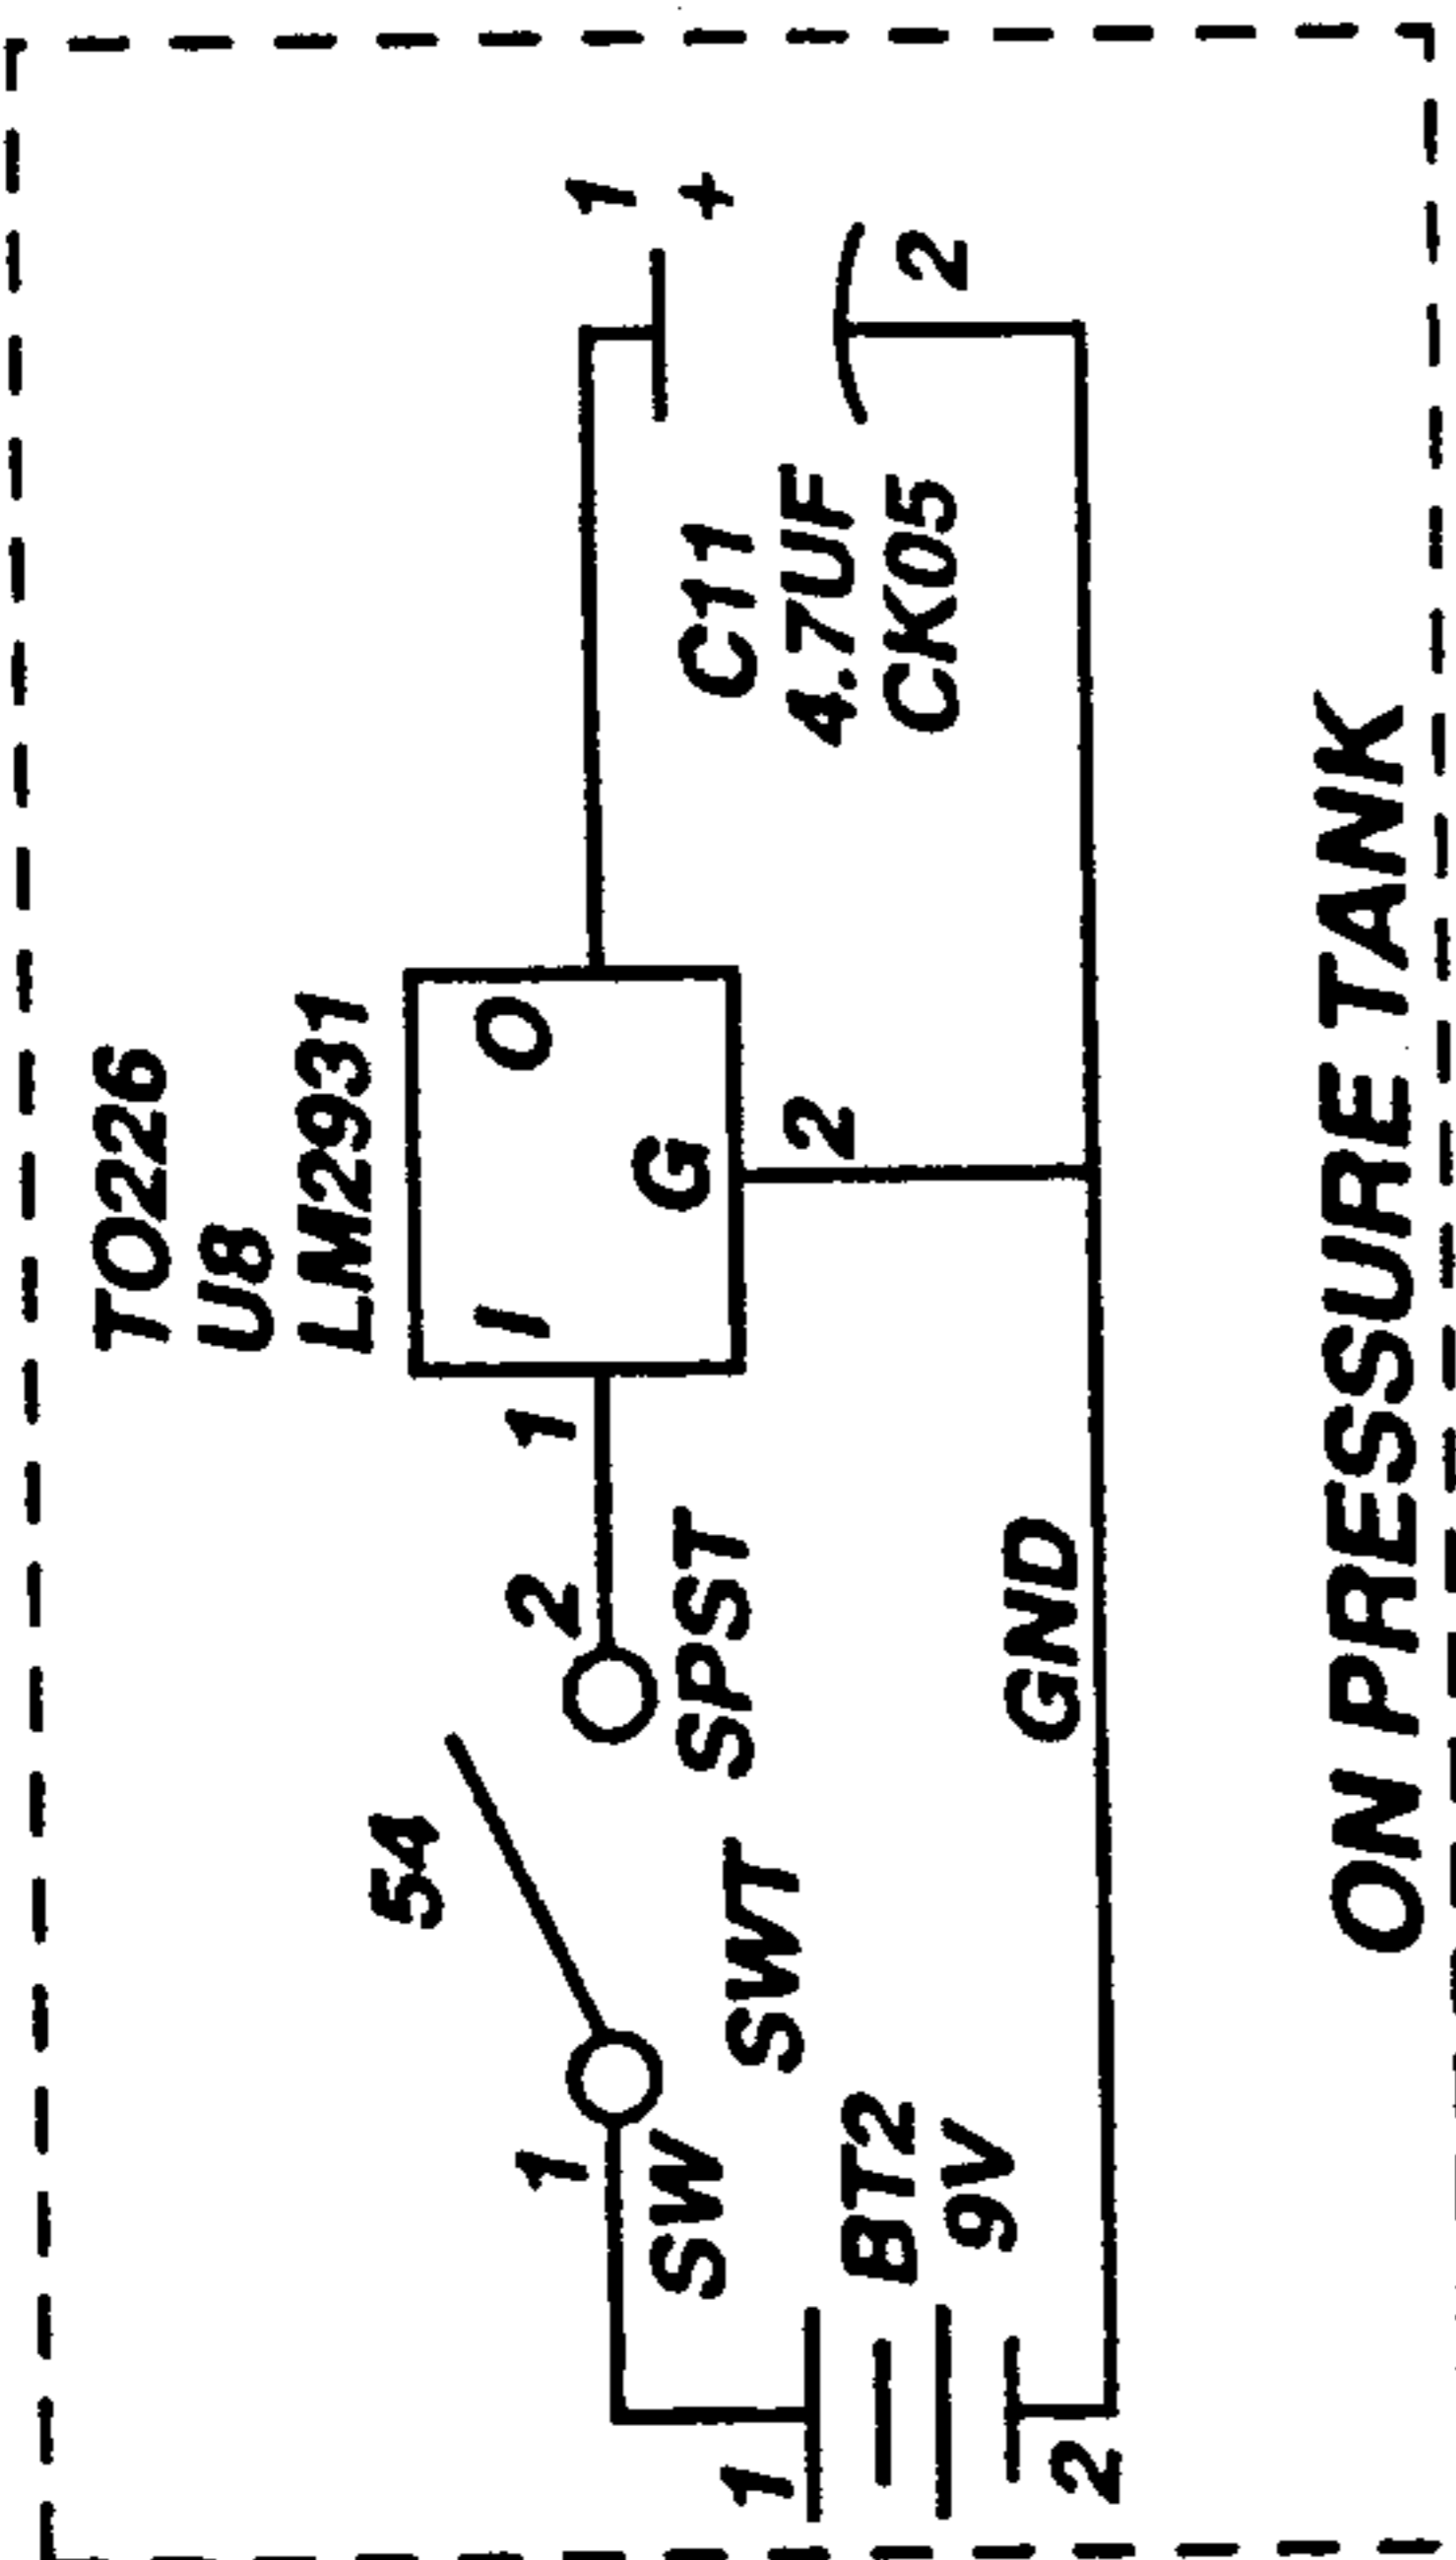 TO226
U8
LM2931
54
1
2
1
I
O
G
2
1
+
SW
SPST
SWT
C11
4.7UF
CK05
2
BT2
9V
1
2
GND
ON PRESSURE TANK